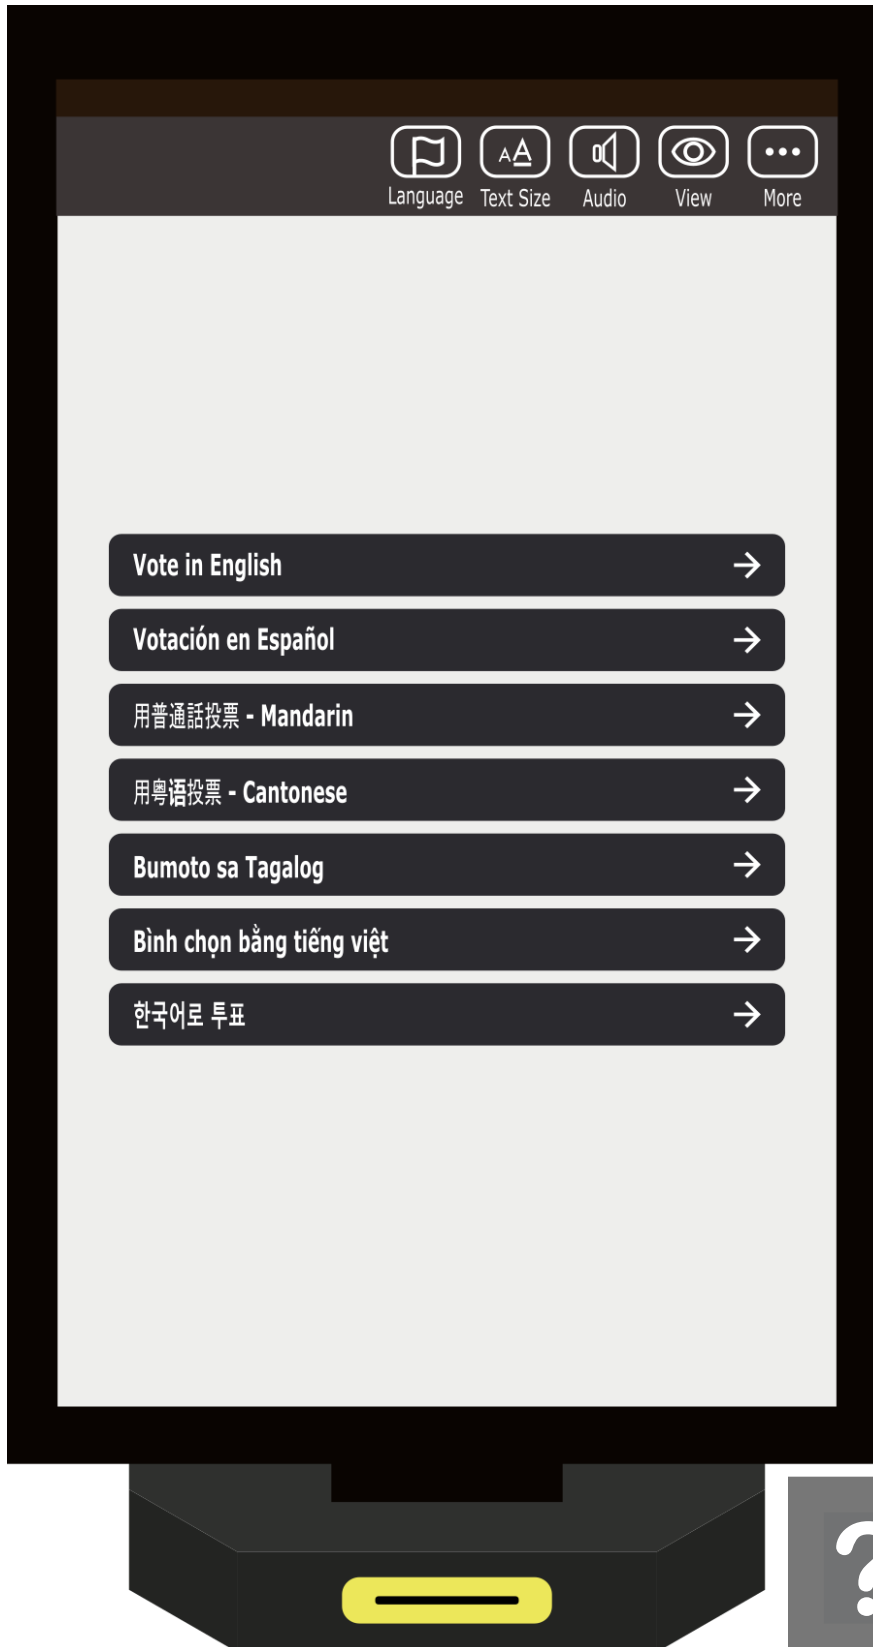 Language Text Size Audio View More
Vote in English
Votación en Español
用普通話投票 - Mandarin
用粤语投票 - Cantonese
Bumoto sa Tagalog
Bình chọn bằng tiếng việt
한국어로 투표
?